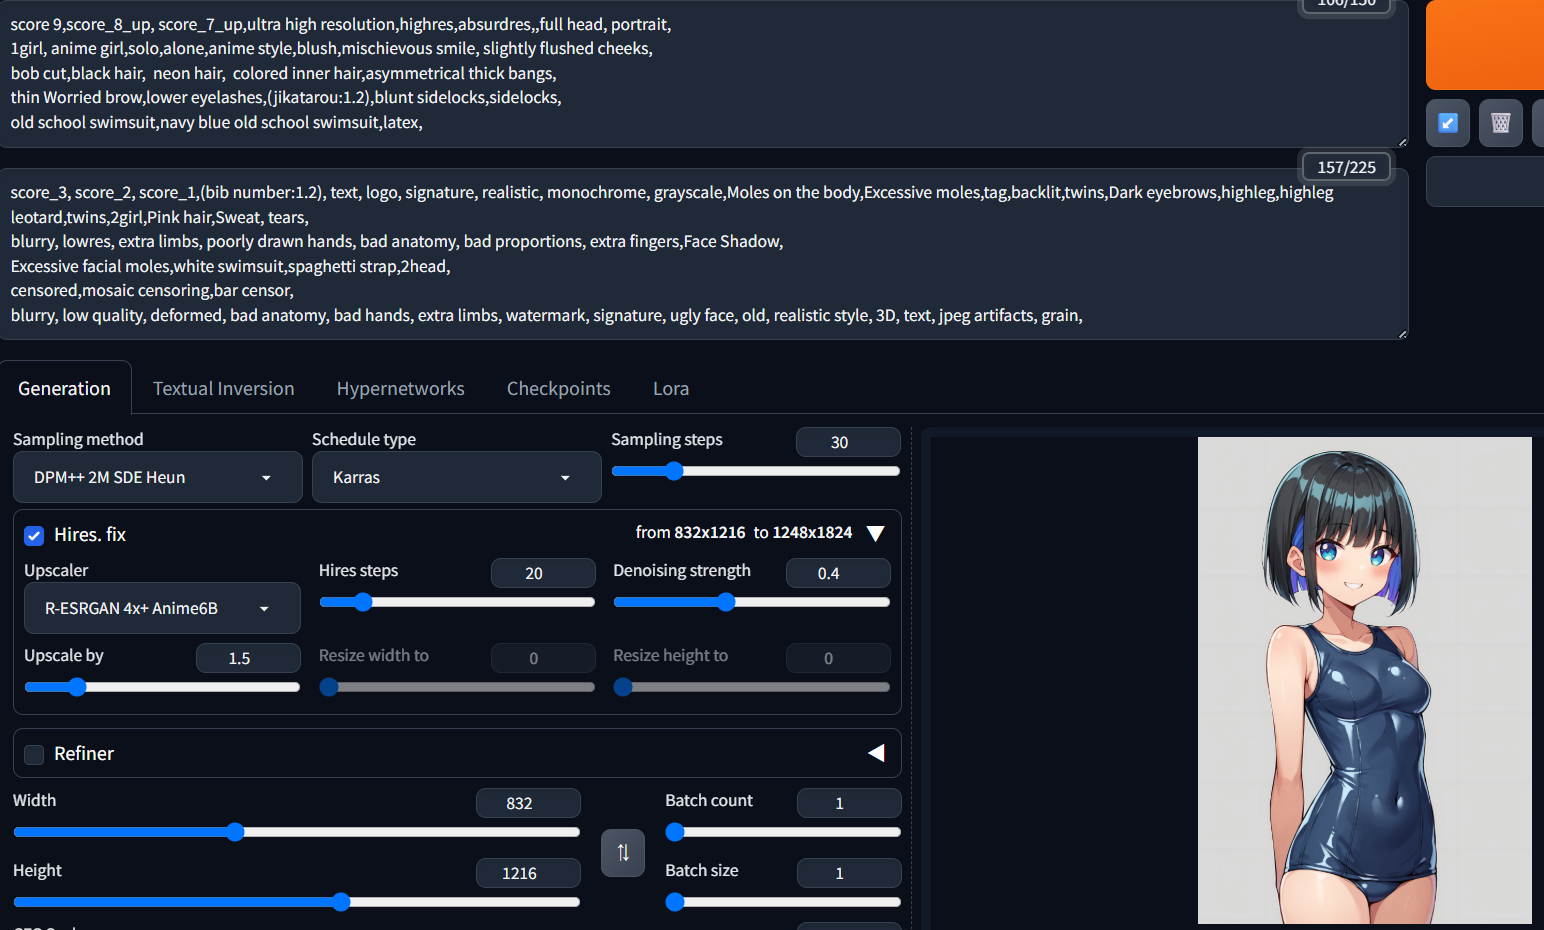 score 9,score_8_up, score_7_up,ultra high resolution,highres,absurdres,,full head, portrait,
1girl, anime girl,solo,alone,anime style,blush,mischievous smile, slightly flushed cheeks,
bob cut,black hair,  neon hair,  colored inner hair,asymmetrical thick bangs,
thin Worried brow,lower eyelashes,(jikatarou:1.2),blunt sidelocks,sidelocks,
old school swimsuit,navy blue old school swimsuit,latex,
157/225
score_3, score_2, score_1,(bib number:1.2), text, logo, signature, realistic, monochrome, grayscale,Moles on the body,Excessive moles,tag,backlit,twins,Dark eyebrows,highleg,highleg
leotard,twins,2girl,Pink hair,Sweat, tears,
blurry, lowres, extra limbs, poorly drawn hands, bad anatomy, bad proportions, extra fingers,Face Shadow,
Excessive facial moles,white swimsuit,spaghetti strap,2head,
censored,mosaic censoring,bar censor,
blurry, low quality, deformed, bad anatomy, bad hands, extra limbs, watermark, signature, ugly face, old, realistic style, 3D, text, jpeg artifacts, grain,
Generation Textual Inversion Hypernetworks Checkpoints Lora
Sampling method Schedule type Sampling steps 30
DPM++ 2M SDE Heun Karras
Hires. fix from 832x1216 to 1248x1824
Upscaler Hires steps 20 Denoising strength 0.4
R-ESRGAN 4x+ Anime6B
Upscale by 1.5 Resize width to 0 Resize height to 0
Refiner
Width 832 Batch count 1
Height 1216 Batch size 1